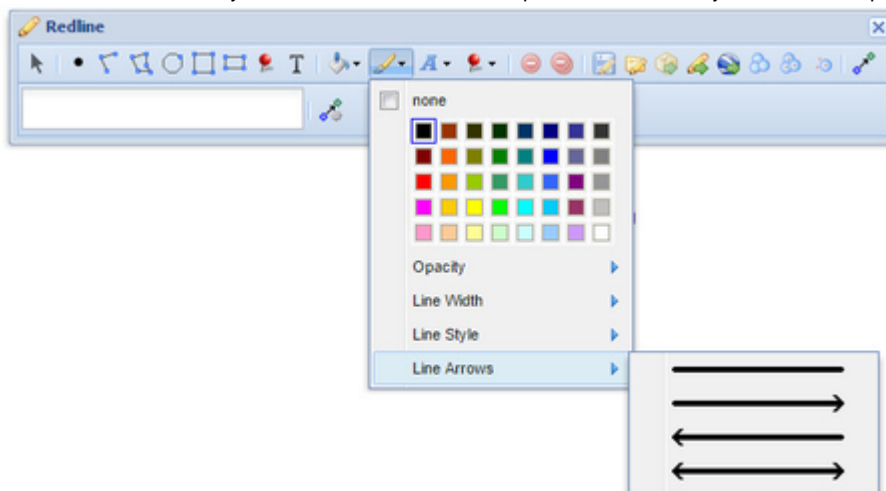 Redline
T
A
none
Opacity
Line Width
Line Style
Line Arrows